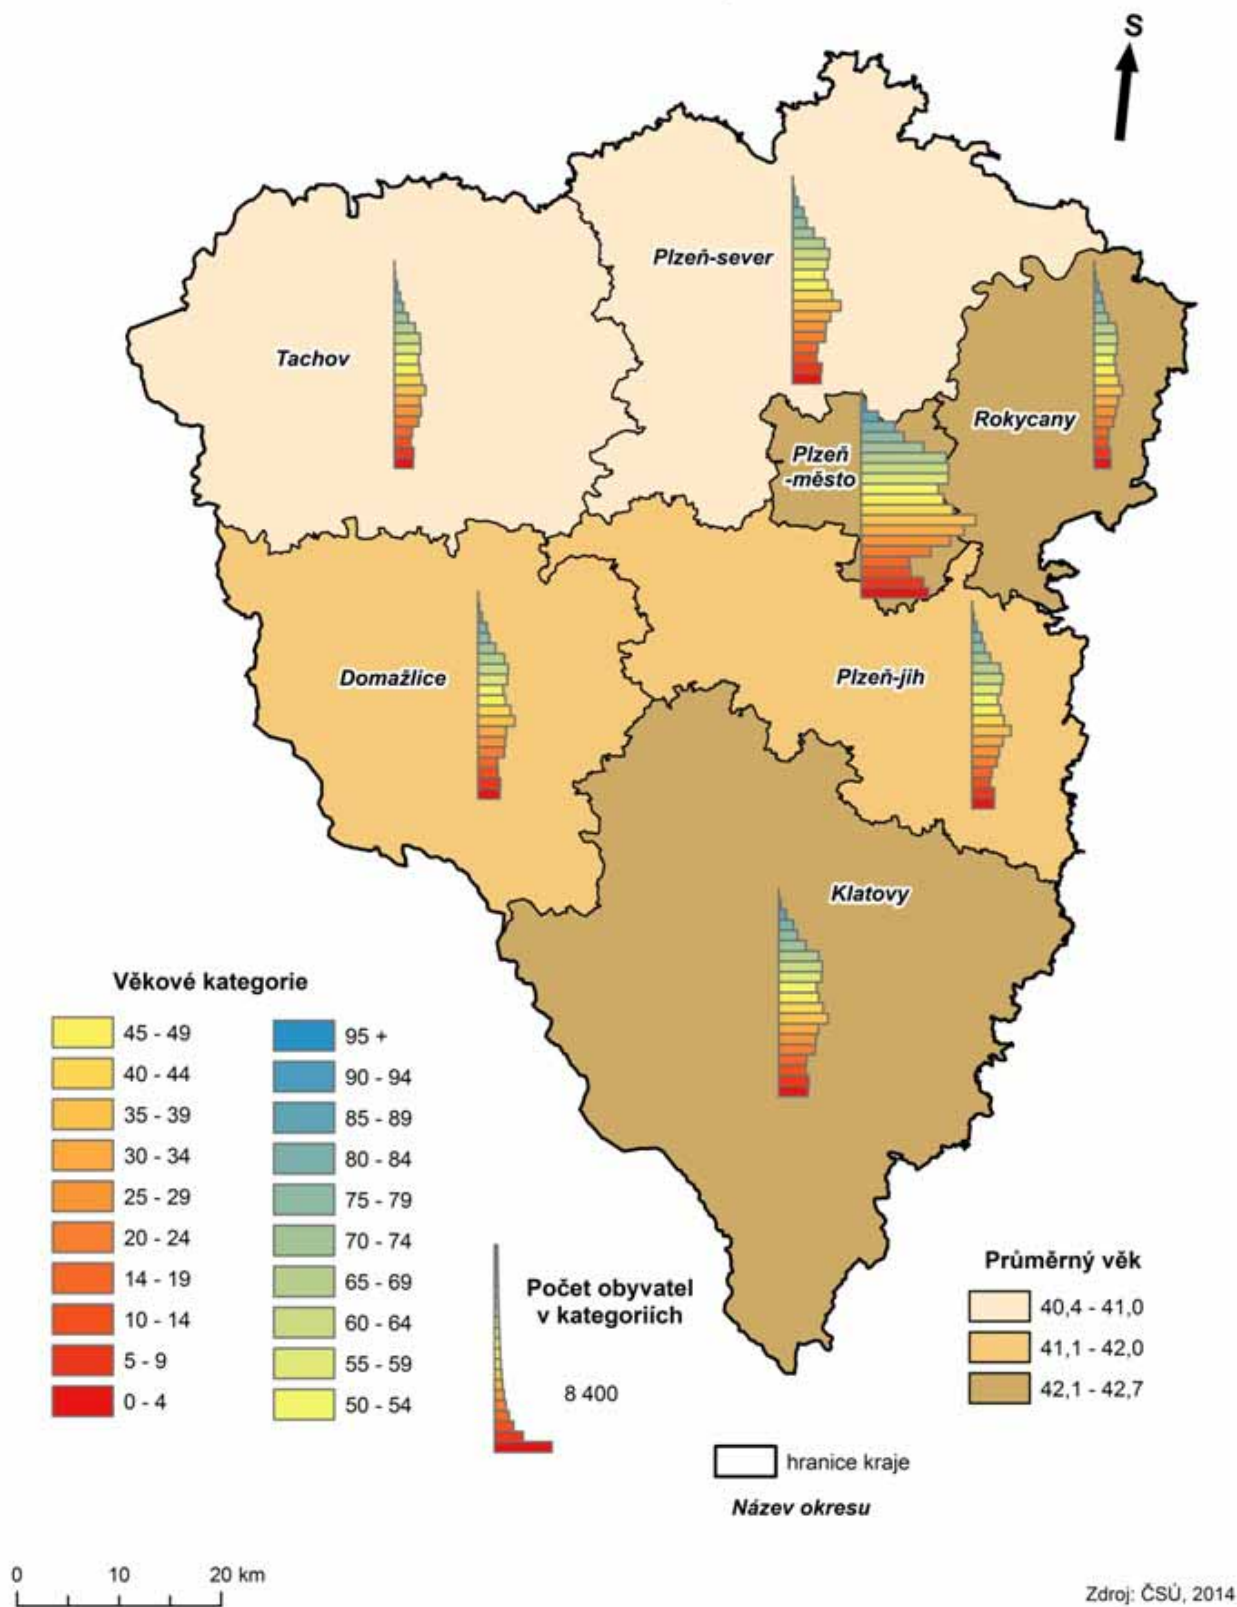 S
Plzeň-sever
Tachov
Rokycany
Plzeň
-město
Domažlice
Plzeň-jih
Klatovy
Věkové kategorie
45 - 49
40 - 44
35 - 39
30 - 34
25 - 29
20 - 24
14 - 19
10 - 14
5 - 9
0 - 4
95 +
90 - 94
85 - 89
80 - 84
75 - 79
70 - 74
65 - 69
60 - 64
55 - 59
50 - 54
Počet obyvatel
v kategoriích
8 400
Průměrný věk
40,4 - 41,0
41,1 - 42,0
42,1 - 42,7
hranice kraje
Název okresu
0 10 20 km
Zdroj: ČSÚ, 2014